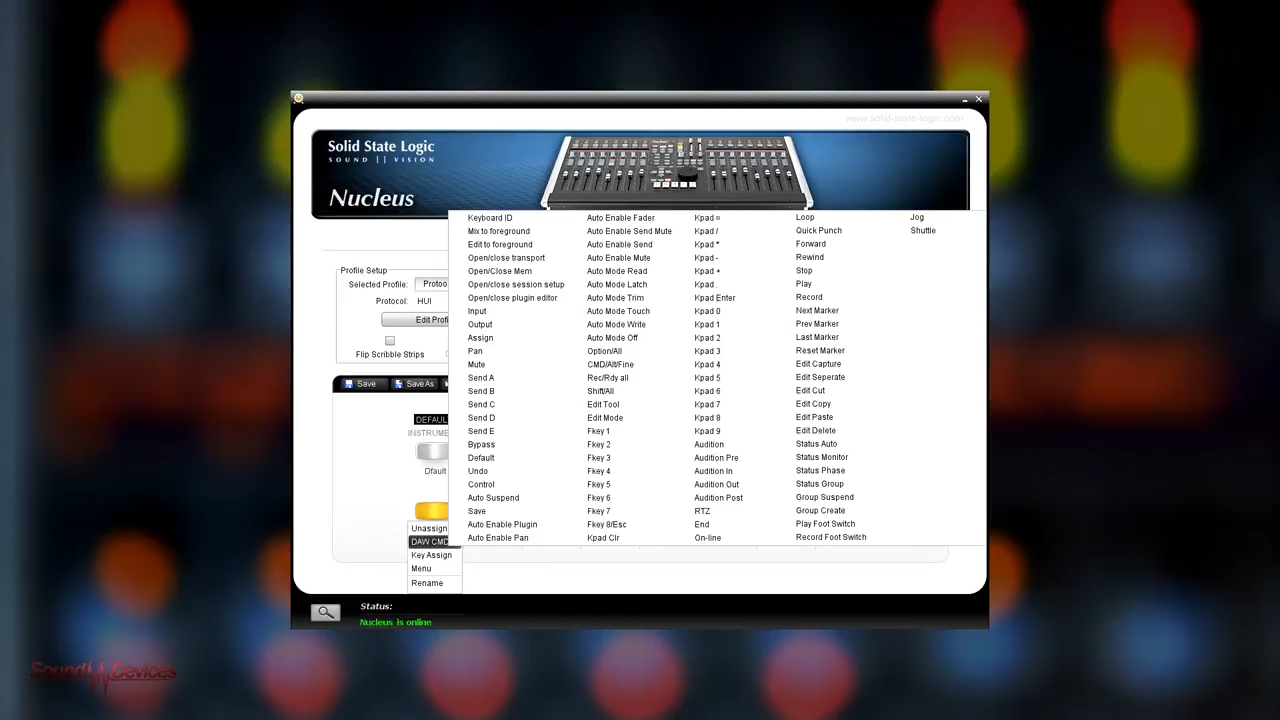 www.solid-state-logic.com
Solid State Logic
SOUND || VISION
Nucleus
Profile Setup
Selected Profile:
Protoo
Protocol: HUI
Edit Profi
Flip Scribble Strips
Save
Save As
DEFAUL
INSTRUME
Dfault
Unassign
DAW CMD
Key Assign
Menu
Rename
Keyboard ID
Mix to foreground
Edit to foreground
Open/close transport
Open/Close Mem
Open/close session setup
Open/close plugin editor
Input
Output
Assign
Pan
Mute
Send A
Send B
Send C
Send D
Send E
Bypass
Default
Undo
Control
Auto Suspend
Save
Auto Enable Plugin
Auto Enable Pan
Auto Enable Fader
Auto Enable Send Mute
Auto Enable Send
Auto Enable Mute
Auto Mode Read
Auto Mode Latch
Auto Mode Trim
Auto Mode Touch
Auto Mode Write
Auto Mode Off
Option/All
CMD/Alt/Fine
Rec/Rdy all
Shift/All
Edit Tool
Edit Mode
Fkey 1
Fkey 2
Fkey 3
Fkey 4
Fkey 5
Fkey 6
Fkey 7
Fkey 8/Esc
Kpad Clr
Kpad =
Kpad /
Kpad *
Kpad -
Kpad +
Kpad .
Kpad Enter
Kpad 0
Kpad 1
Kpad 2
Kpad 3
Kpad 4
Kpad 5
Kpad 6
Kpad 7
Kpad 8
Kpad 9
Audition
Audition Pre
Audition In
Audition Out
Audition Post
RTZ
End
On-line
Loop
Quick Punch
Forward
Rewind
Stop
Play
Record
Next Marker
Prev Marker
Last Marker
Reset Marker
Edit Capture
Edit Seperate
Edit Cut
Edit Copy
Edit Paste
Edit Delete
Status Auto
Status Monitor
Status Phase
Status Group
Group Suspend
Group Create
Play Foot Switch
Record Foot Switch
Jog
Shuttle
Status:
Nucleus is online
Sound Devices